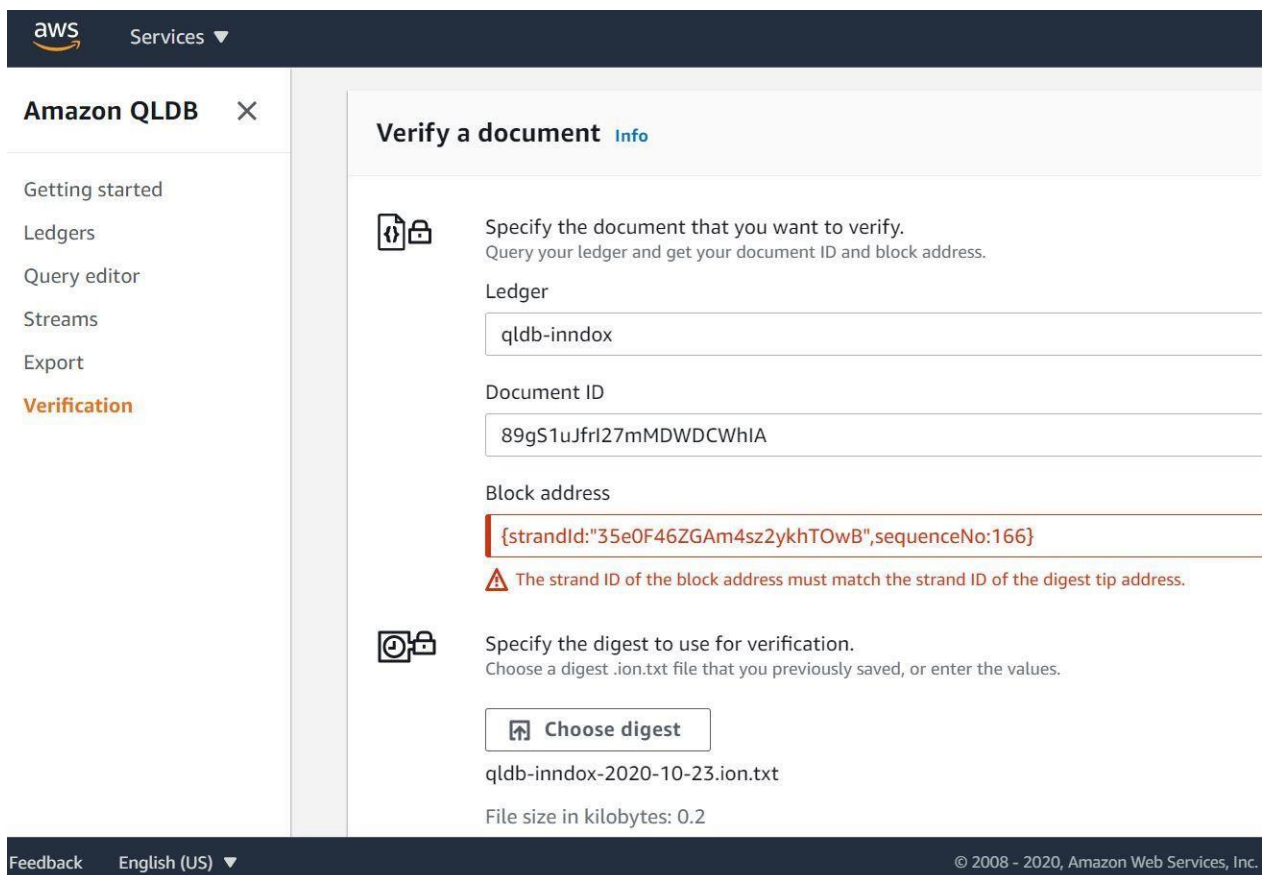 aws
Services ▼
Amazon QLDB ✕
Getting started
Ledgers
Query editor
Streams
Export
Verification
Verify a document Info
Specify the document that you want to verify.
Query your ledger and get your document ID and block address.
Ledger
qldb-inndox
Document ID
89gS1uJfrI27mMDWDCWhIA
Block address
{strandId:"35e0F46ZGAm4sz2ykhTOwB",sequenceNo:166}
The strand ID of the block address must match the strand ID of the digest tip address.
Specify the digest to use for verification.
Choose a digest .ion.txt file that you previously saved, or enter the values.
Choose digest
qldb-inndox-2020-10-23.ion.txt
File size in kilobytes: 0.2
Feedback English (US) ▼ © 2008 - 2020, Amazon Web Services, Inc.